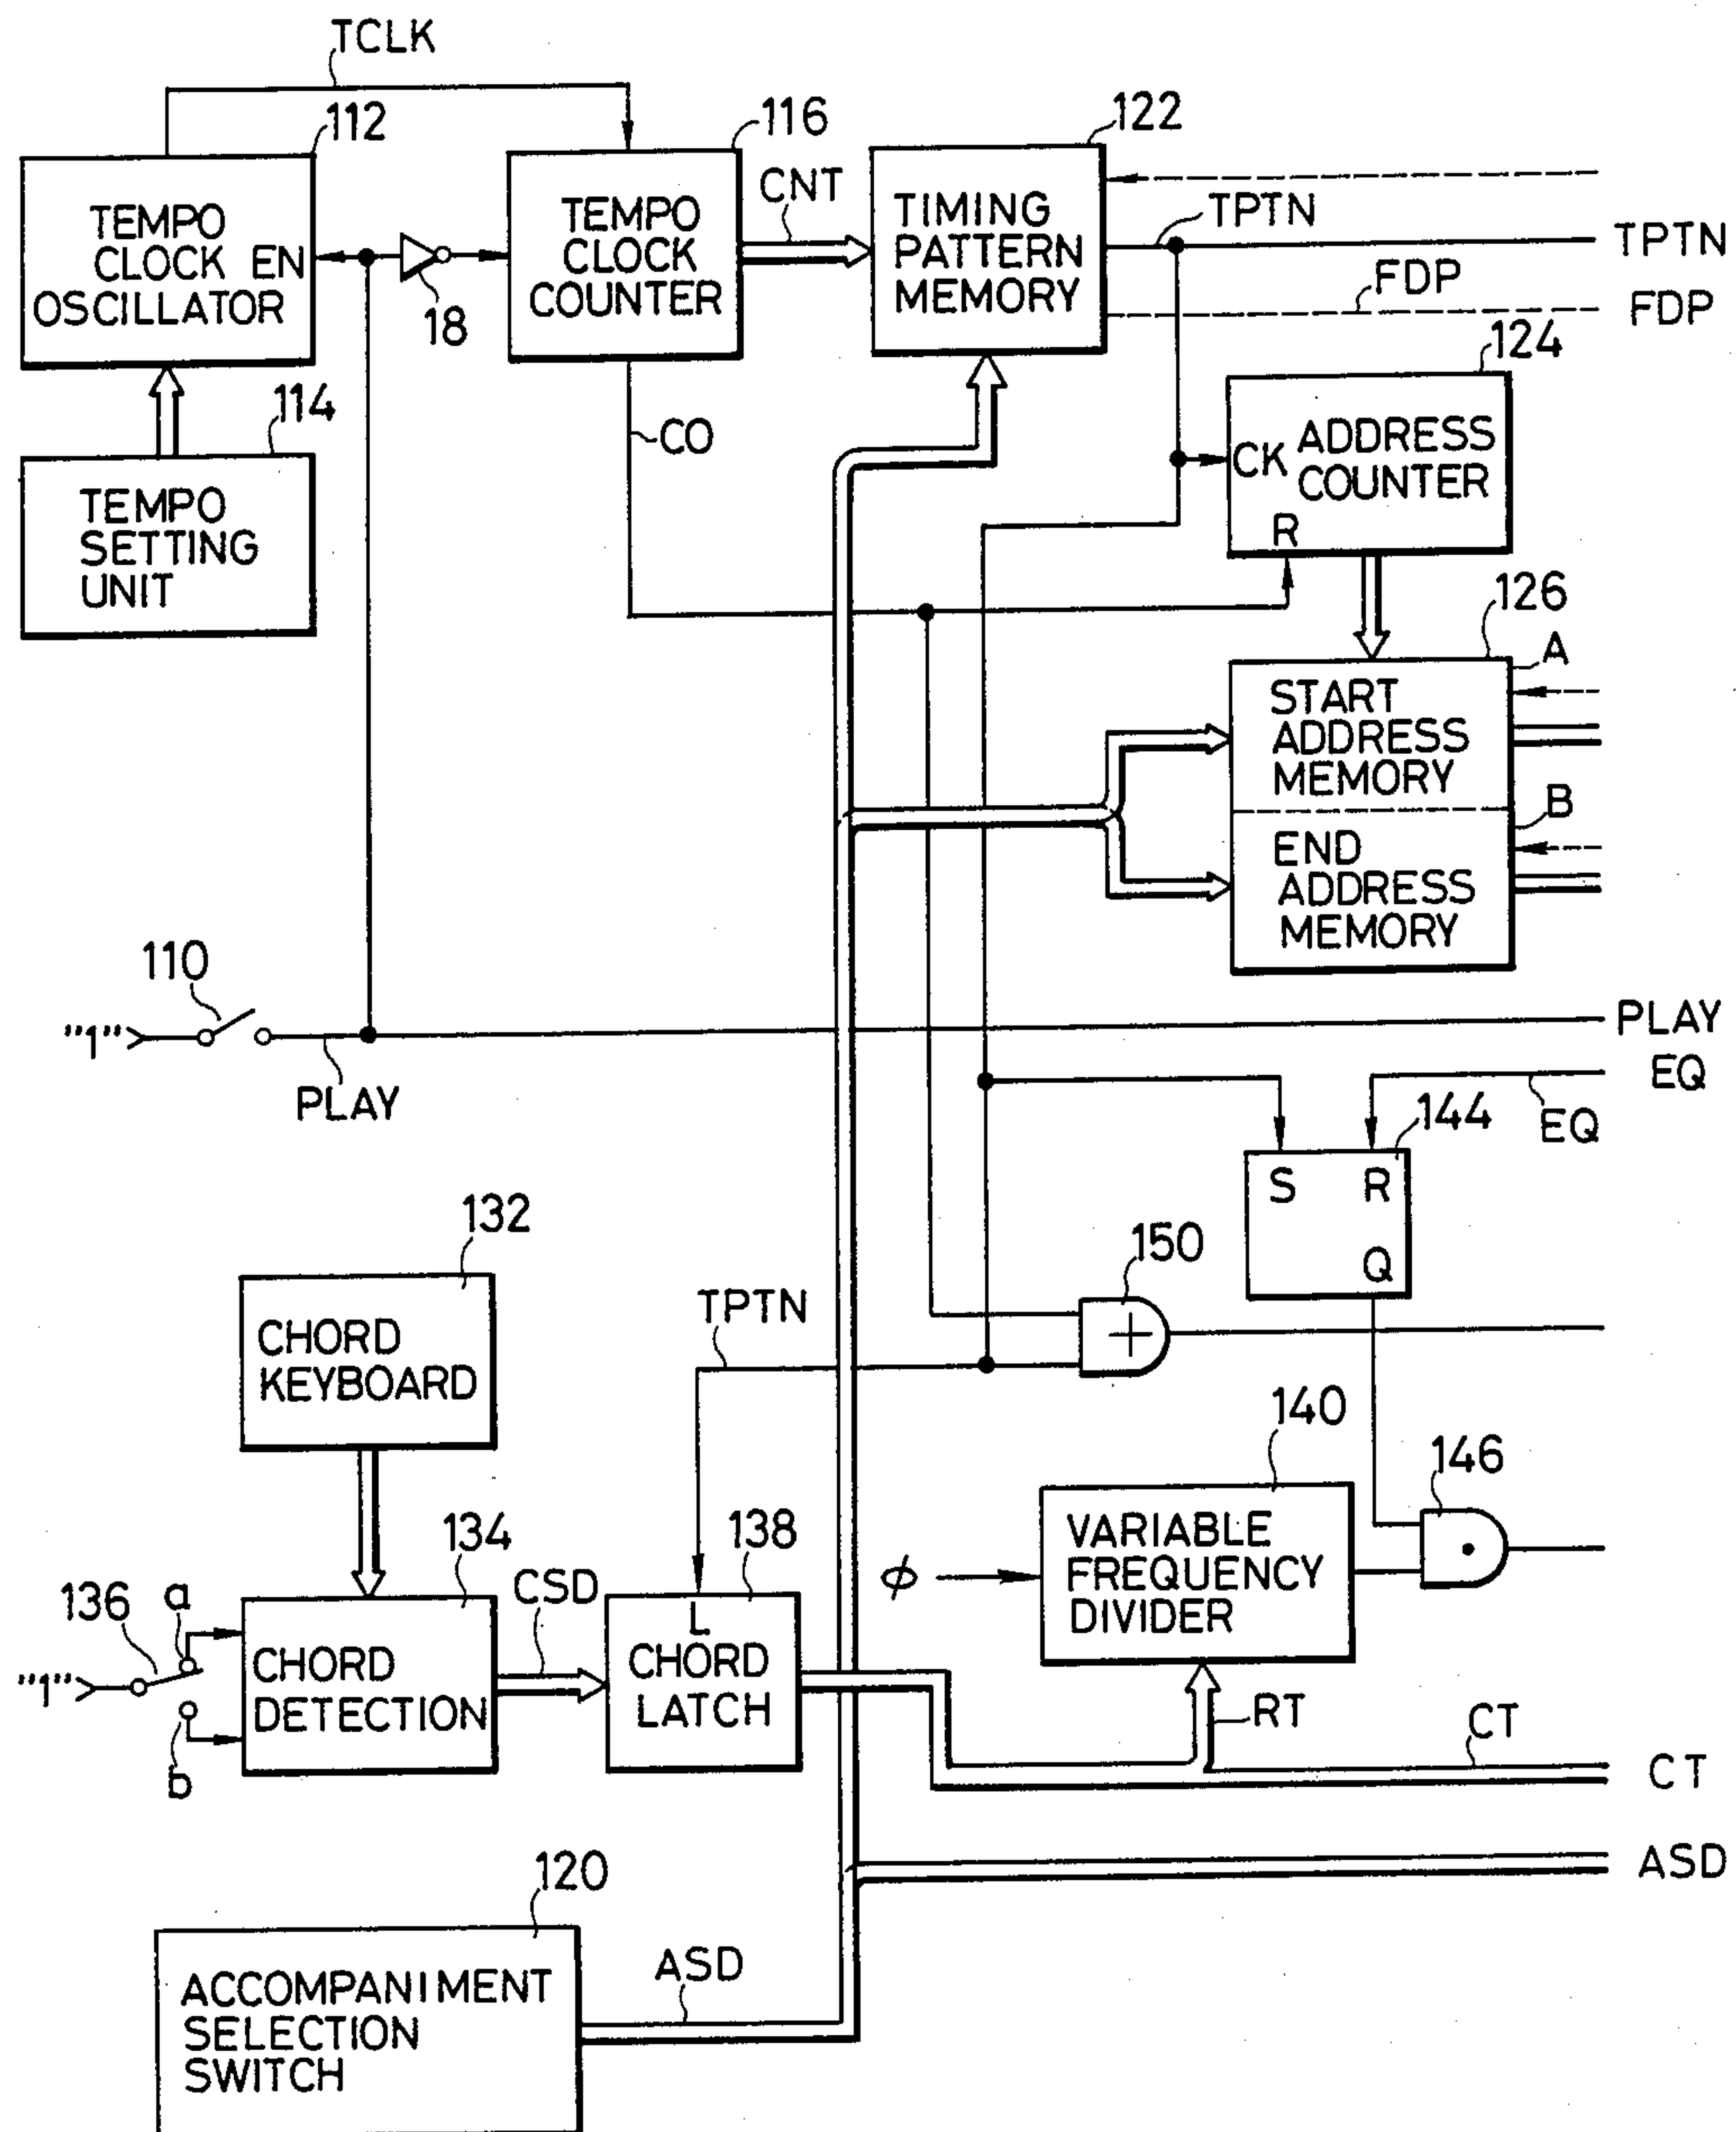 TCLK
112
116
122
TEMPO
CLOCK EN
OSCILLATOR
18
TEMPO
CLOCK
COUNTER
CNT
TIMING
PATTERN
MEMORY
TPTN
TPTN
FDP
FDP
124
114
TEMPO
SETTING
UNIT
CO
CK ADDRESS
COUNTER
R
126
A
START
ADDRESS
MEMORY
B
END
ADDRESS
MEMORY
110
"1"
PLAY
PLAY
EQ
EQ
144
S R
Q
132
CHORD
KEYBOARD
TPTN
150
+
140
146
VARIABLE
FREQUENCY
DIVIDER
φ
134
CSD
138
136
a
"1"
b
CHORD
DETECTION
L
CHORD
LATCH
RT
CT
CT
120
ASD
ACCOMPANIMENT
SELECTION
SWITCH
ASD